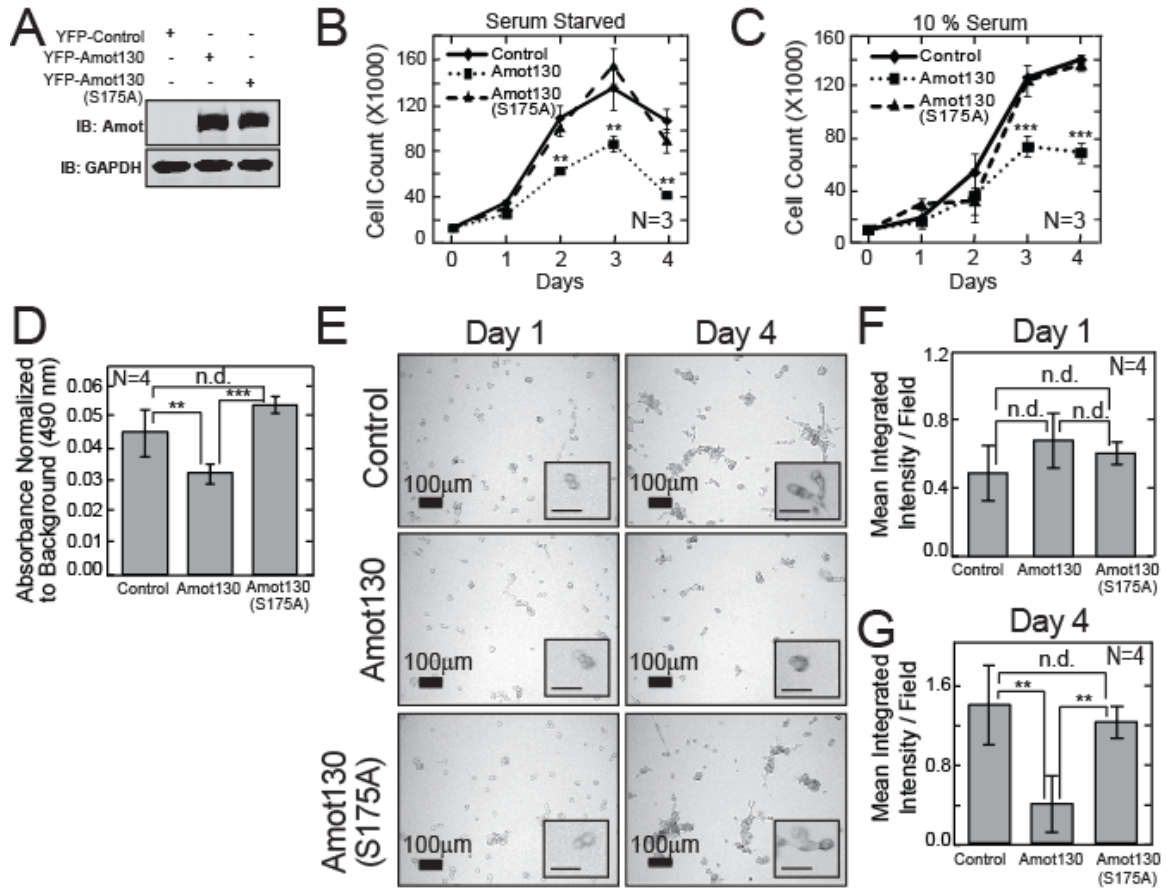 A
YFP-Control + - -
YFP-Amot130 - + -
YFP-Amot130 - - +
(S175A)
IB: Amot
IB: GAPDH
B
Serum Starved
Control
Amot130
Amot130
(S175A)
Cell Count (X1000)
160
120
80
40
0
**
**
**
N=3
0 1 2 3 4
Days
C
10 % Serum
Control
Amot130
Amot130
(S175A)
Cell Count (X1000)
160
120
80
40
0
***
***
N=3
0 1 2 3 4
Days
D
Absorbance Normalized
to Background (490 nm)
0.06
0.05
0.04
0.03
0.02
0.01
0.00
N=4
n.d.
**
***
Control Amot130 Amot130
(S175A)
E
Day 1 Day 4
Control
100μm 100μm
Amot130
100μm 100μm
Amot130
(S175A)
100μm 100μm
F
Day 1
Mean Integrated
Intensity / Field
1.2
0.8
0.4
0.0
N=4
n.d.
n.d. n.d.
Control Amot130 Amot130
(S175A)
G
Day 4
Mean Integrated
Intensity / Field
1.6
0.8
0.0
N=4
n.d.
** **
Control Amot130 Amot130
(S175A)